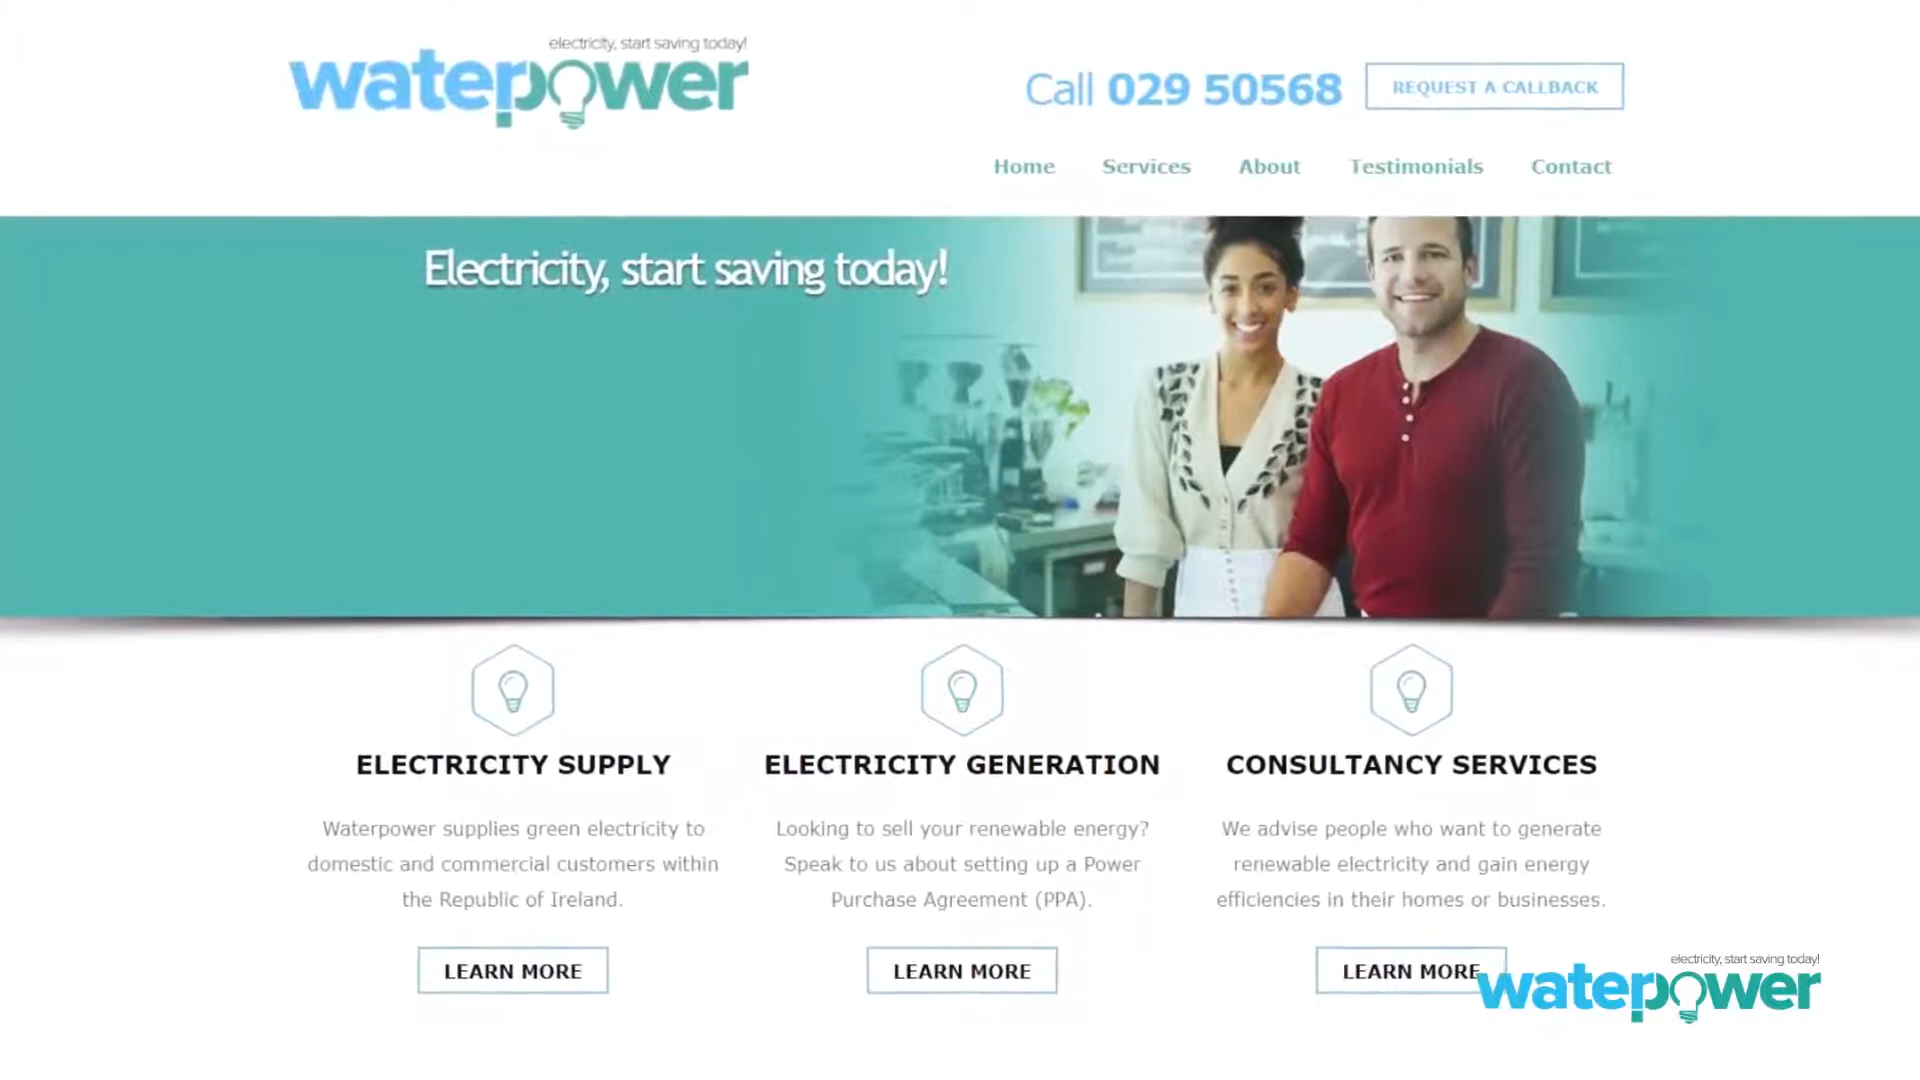 electricity, start saving today!
waterpower
Call 029 50568
REQUEST A CALLBACK
Home Services About Testimonials Contact
Electricity, start saving today!
ELECTRICITY SUPPLY
Waterpower supplies green electricity to
domestic and commercial customers within
the Republic of Ireland.
LEARN MORE
ELECTRICITY GENERATION
Looking to sell your renewable energy?
Speak to us about setting up a Power
Purchase Agreement (PPA).
LEARN MORE
CONSULTANCY SERVICES
We advise people who want to generate
renewable electricity and gain energy
efficiencies in their homes or businesses.
LEARN MORE
electricity, start saving today!
waterpower